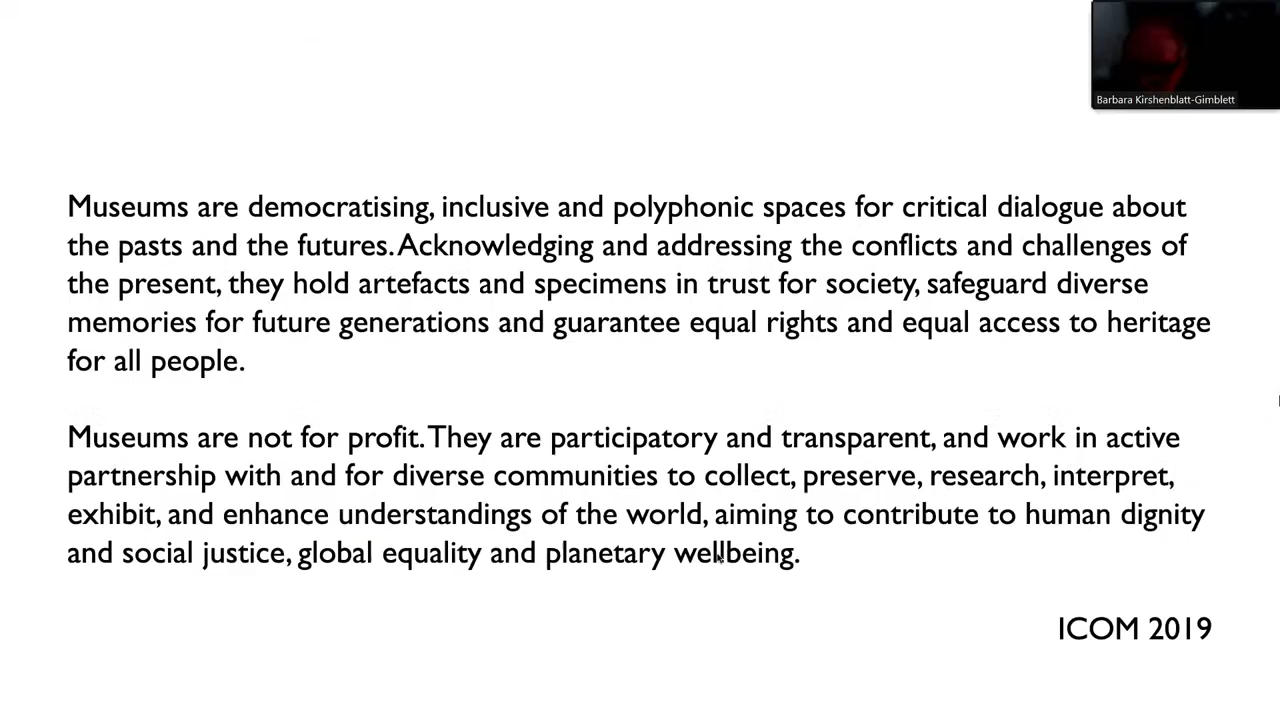 Barbara Kirshenblatt-Gimblett
Museums are democratising, inclusive and polyphonic spaces for critical dialogue about
the pasts and the futures. Acknowledging and addressing the conflicts and challenges of
the present, they hold artefacts and specimens in trust for society, safeguard diverse
memories for future generations and guarantee equal rights and equal access to heritage
for all people.
Museums are not for profit. They are participatory and transparent, and work in active
partnership with and for diverse communities to collect, preserve, research, interpret,
exhibit, and enhance understandings of the world, aiming to contribute to human dignity
and social justice, global equality and planetary wellbeing.
ICOM 2019